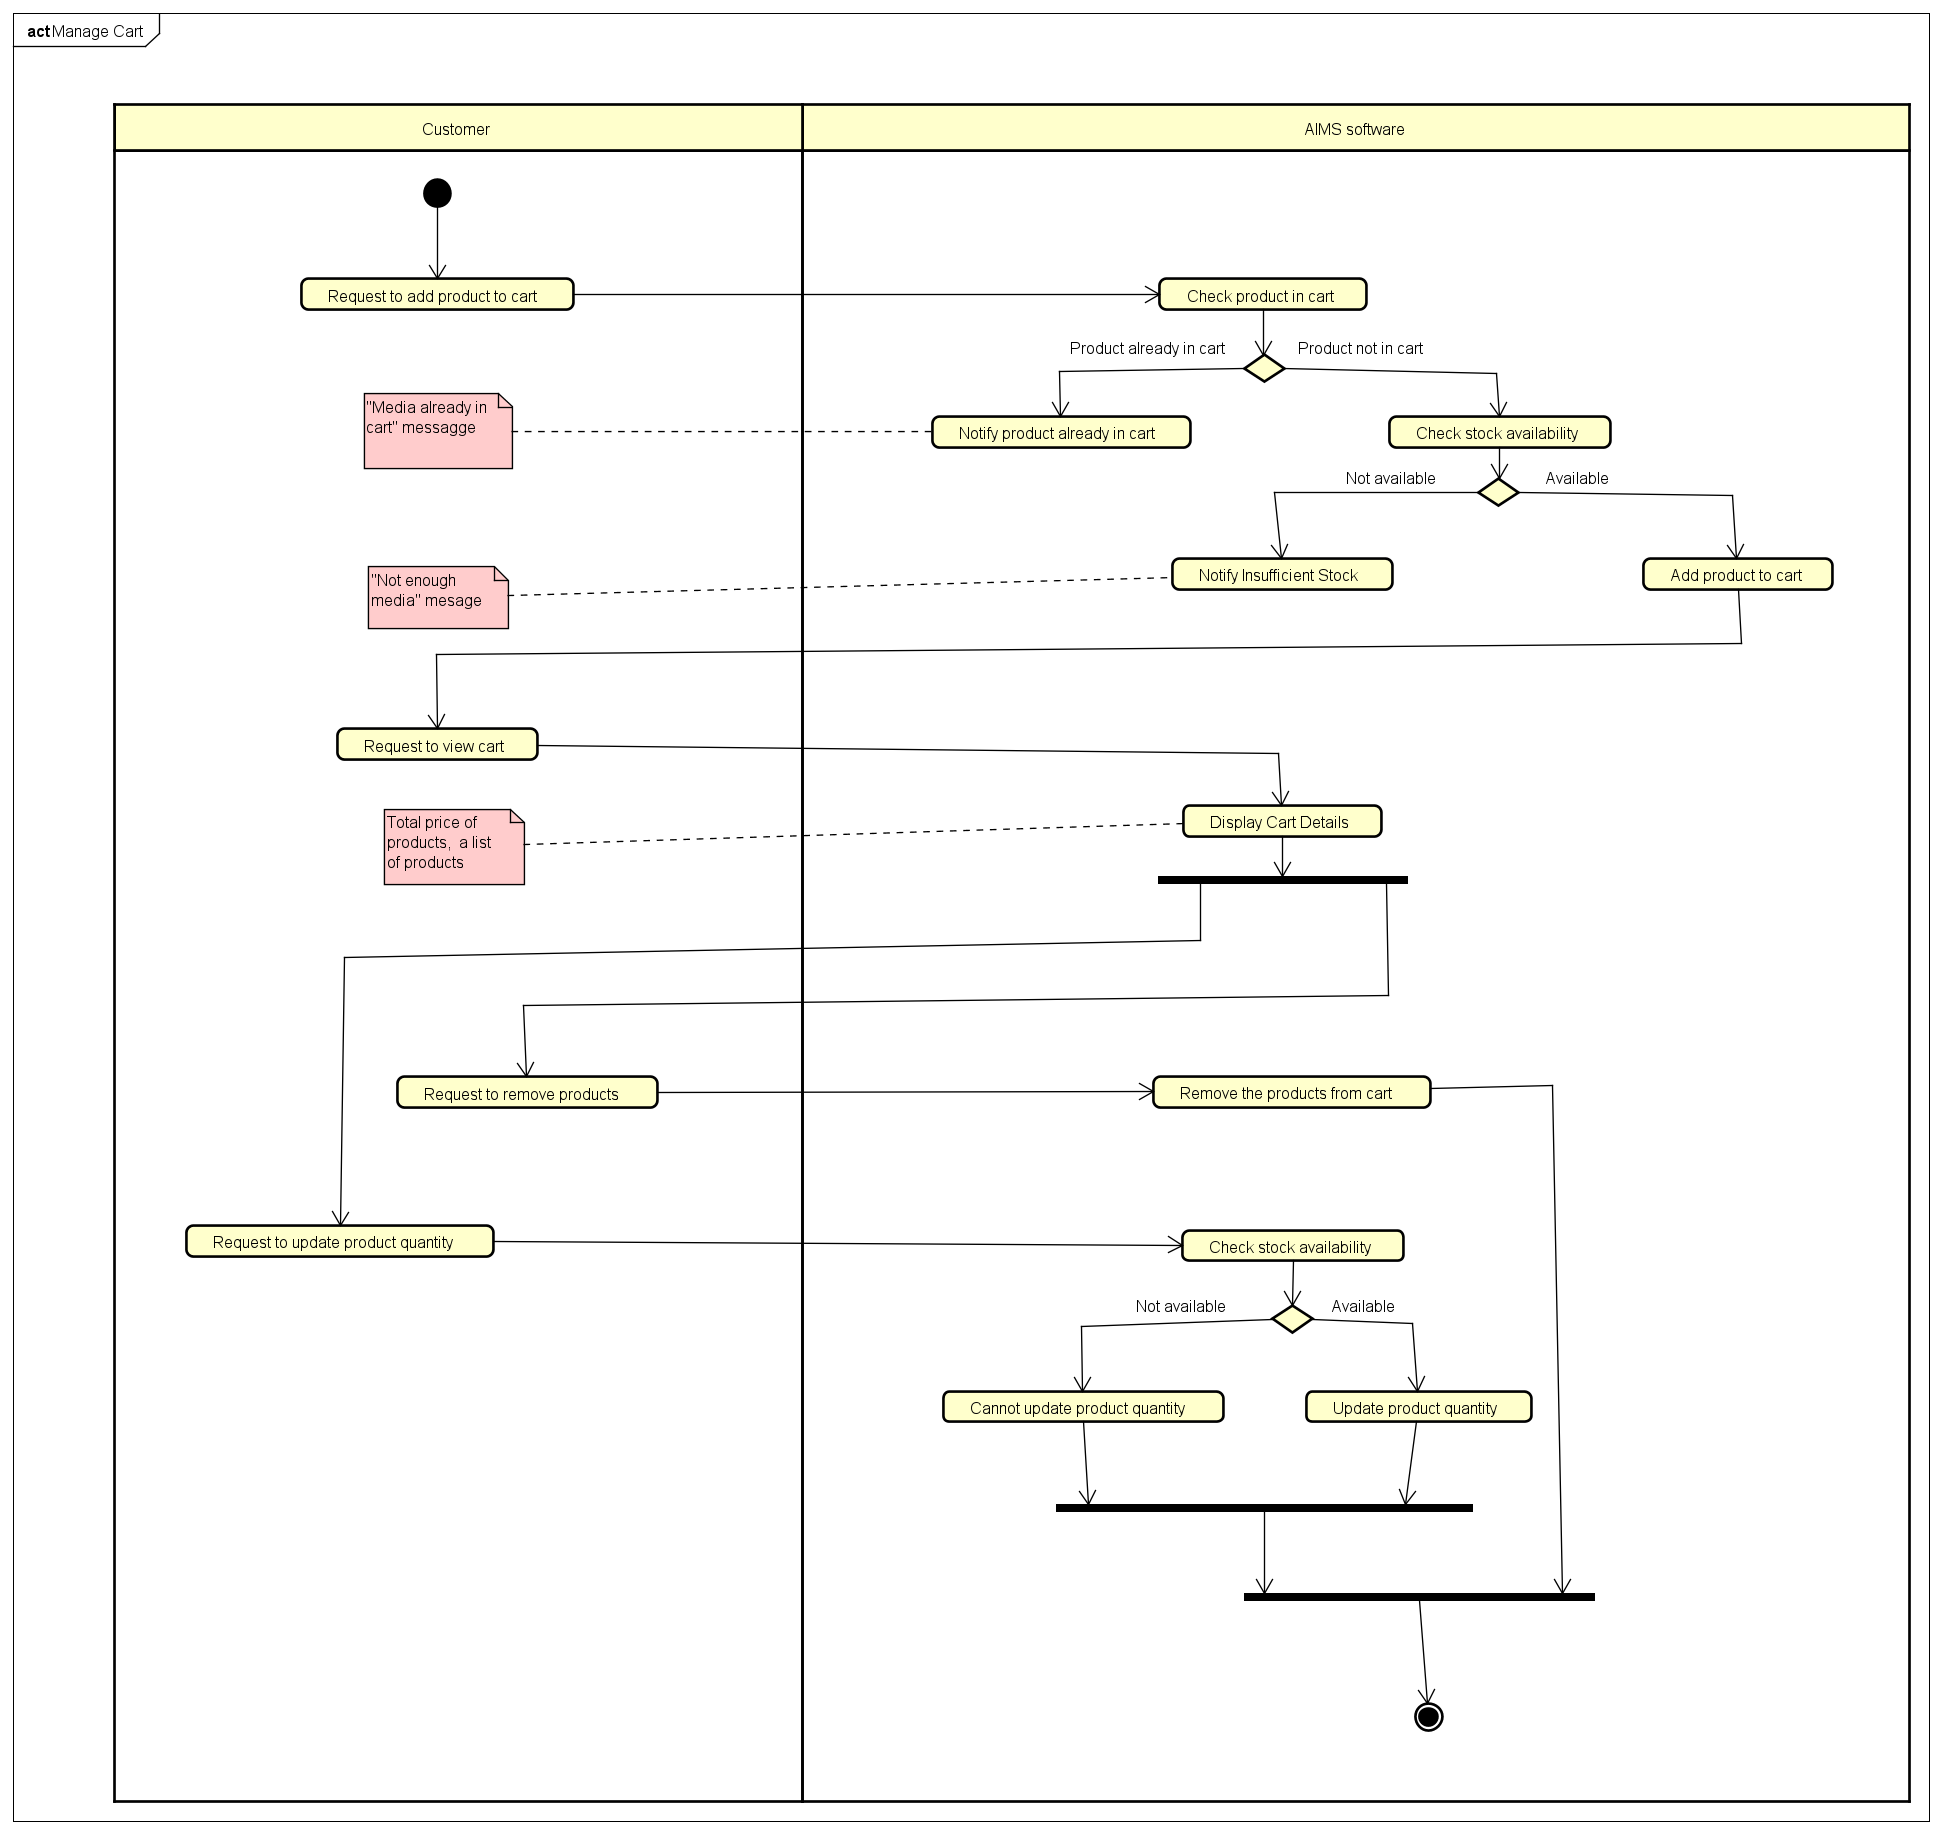 act Manage Cart
Customer
AIMS software
Request to add product to cart
Check product in cart
Product already in cart
Product not in cart
"Media already in
cart" messagge
Notify product already in cart
Check stock availability
Not available
Available
"Not enough
media" mesage
Notify Insufficient Stock
Add product to cart
Request to view cart
Total price of
products,  a list
of products
Display Cart Details
Request to remove products
Remove the products from cart
Request to update product quantity
Check stock availability
Not available
Available
Cannot update product quantity
Update product quantity